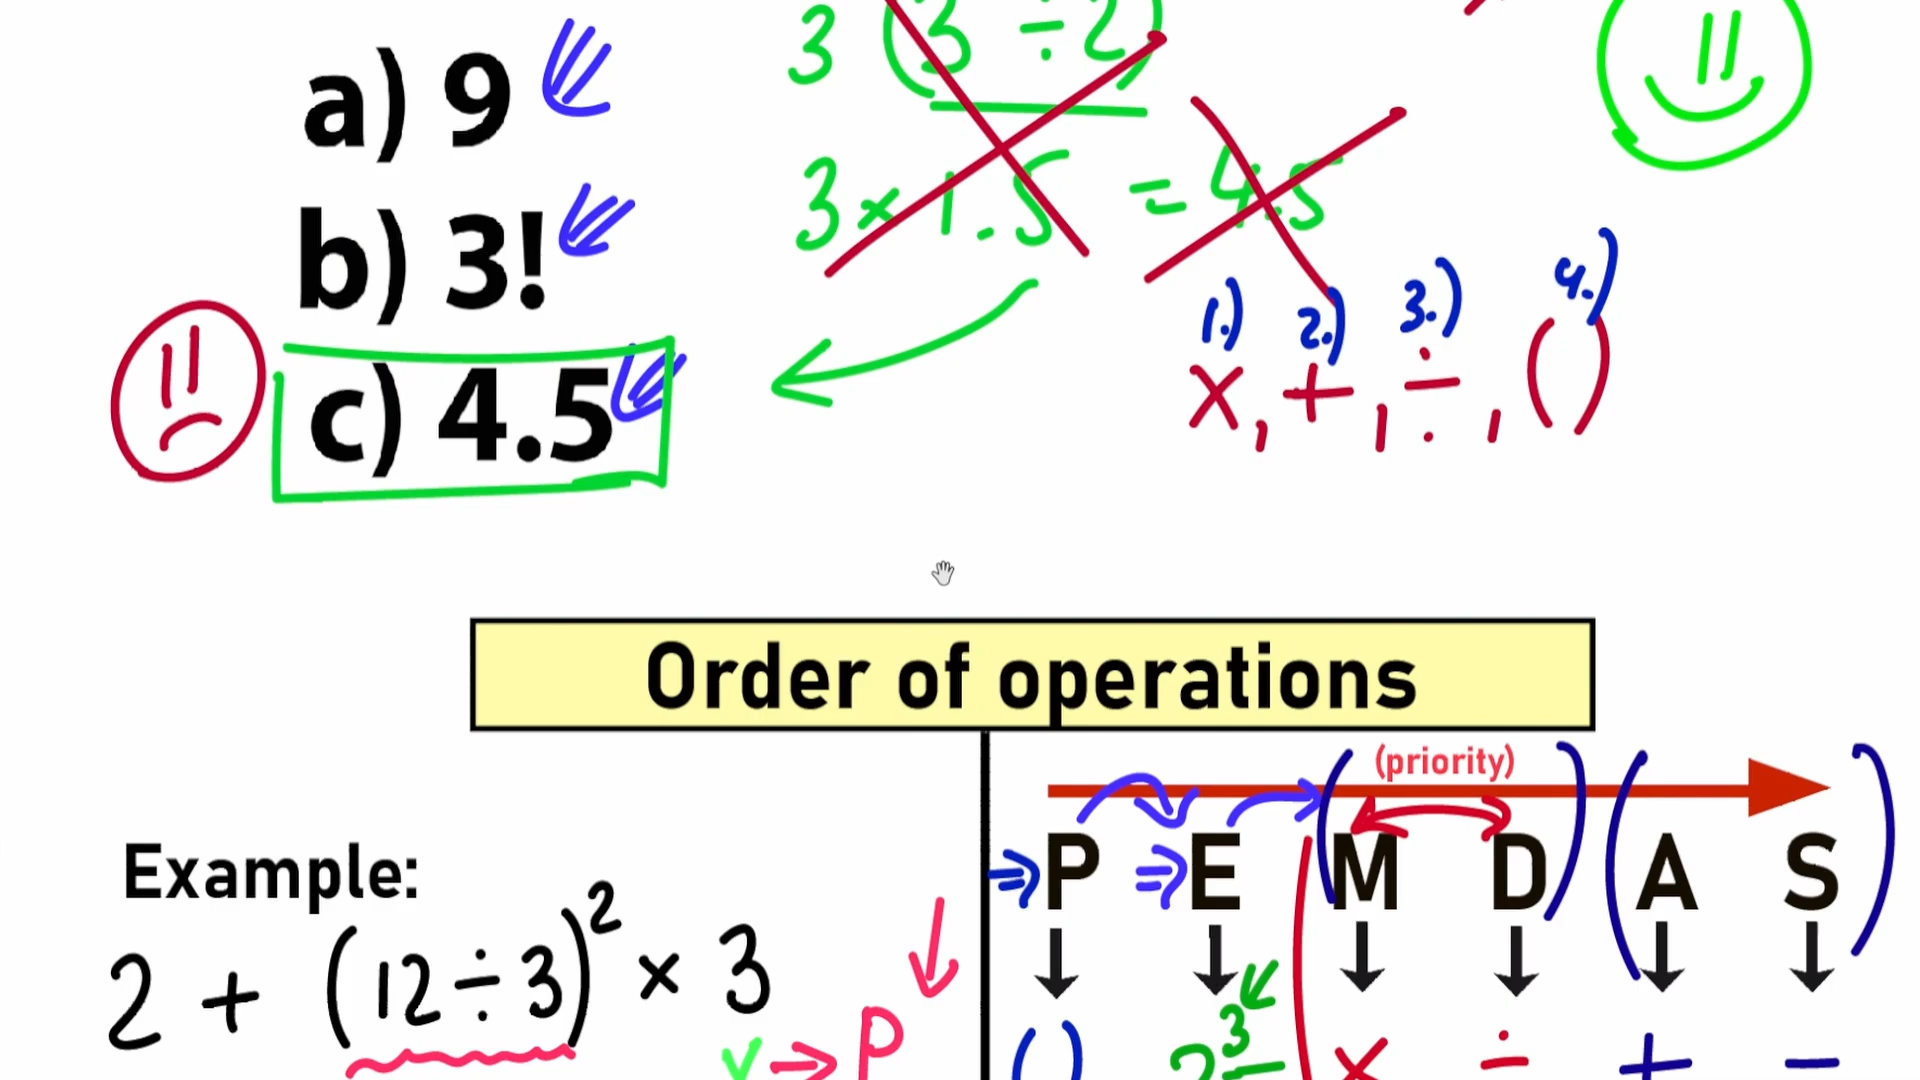 a) 9
3 (3 ÷ 2)
b) 3!
3 × 1.5 = 4.5
1.) 2.) 3.) 4.)
×, +, ÷, ( )
c) 4.5
Order of operations
(priority)
P E M D A S
Example:
2 + (12 ÷ 3)² × 3
P
( ) 2³ × ÷ + −